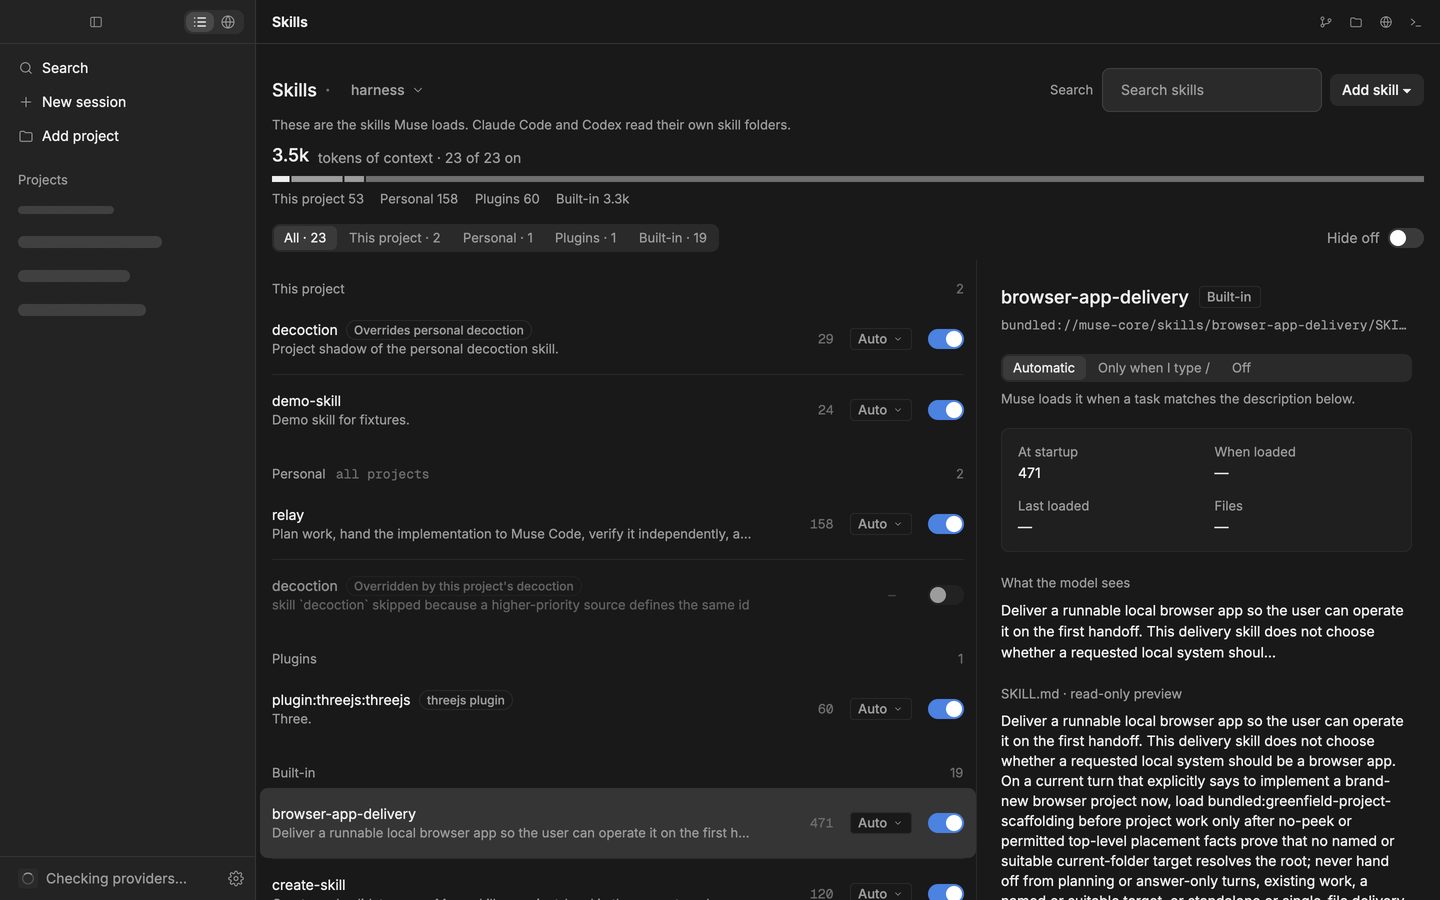 Skills
Search
New session
Add project
Projects
Checking providers...
Skills · harness
Search
Search skills
Add skill
These are the skills Muse loads. Claude Code and Codex read their own skill folders.
3.5k tokens of context · 23 of 23 on
This project 53 Personal 158 Plugins 60 Built-in 3.3k
All · 23 This project · 2 Personal · 1 Plugins · 1 Built-in · 19
Hide off
This project 2
decoction Overrides personal decoction
Project shadow of the personal decoction skill.
29 Auto
demo-skill
Demo skill for fixtures.
24 Auto
Personal all projects 2
relay
Plan work, hand the implementation to Muse Code, verify it independently, a...
158 Auto
decoction Overridden by this project's decoction
skill `decoction` skipped because a higher-priority source defines the same id
–
Plugins 1
plugin:threejs:threejs threejs plugin
Three.
60 Auto
Built-in 19
browser-app-delivery
Deliver a runnable local browser app so the user can operate it on the first h...
471 Auto
create-skill
120 Auto
browser-app-delivery Built-in
bundled://muse-core/skills/browser-app-delivery/SKI…
Automatic Only when I type / Off
Muse loads it when a task matches the description below.
At startup When loaded
471 —
Last loaded Files
— —
What the model sees
Deliver a runnable local browser app so the user can operate
it on the first handoff. This delivery skill does not choose
whether a requested local system shoul...
SKILL.md · read-only preview
Deliver a runnable local browser app so the user can operate
it on the first handoff. This delivery skill does not choose
whether a requested local system should be a browser app.
On a current turn that explicitly says to implement a brand-
new browser project now, load bundled:greenfield-project-
scaffolding before project work only after no-peek or
permitted top-level placement facts prove that no named or
suitable current-folder target resolves the root; never hand
off from planning or answer-only turns, existing work, a
named or suitable target, or standalone or single-file delivery